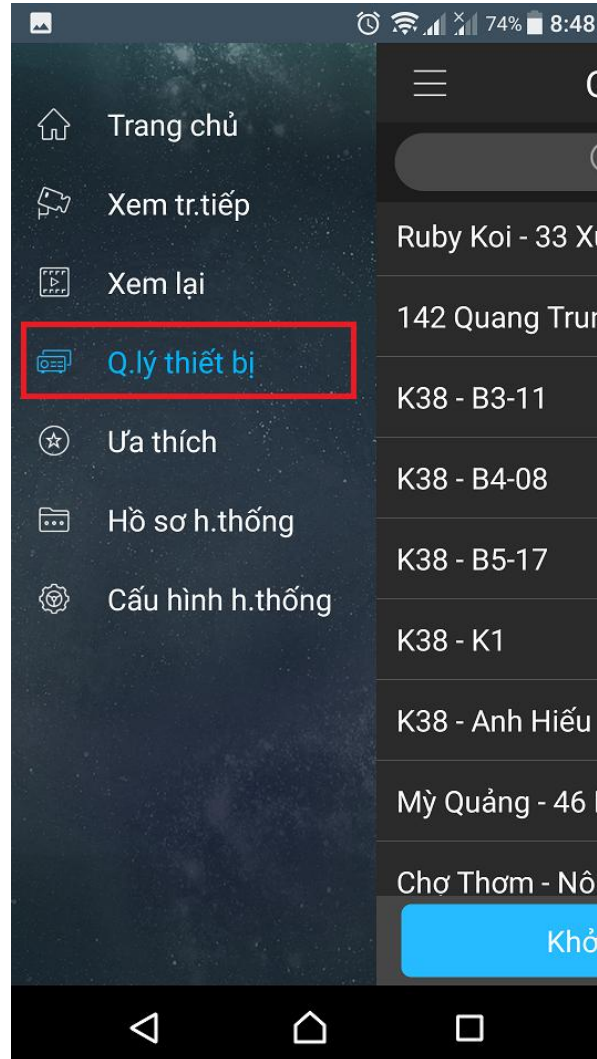 74% 8:48
Trang chủ
Xem tr.tiếp
Xem lại
Q.lý thiết bị
Ưa thích
Hồ sơ h.thống
Cấu hình h.thống
Ruby Koi - 33
142 Quang
K38 - B3-11
K38 - B4-08
K38 - B5-17
K38 - K1
K38 - Anh Hiếu
Mỳ Quảng - 46
Chợ Thơm - Nô
Khở